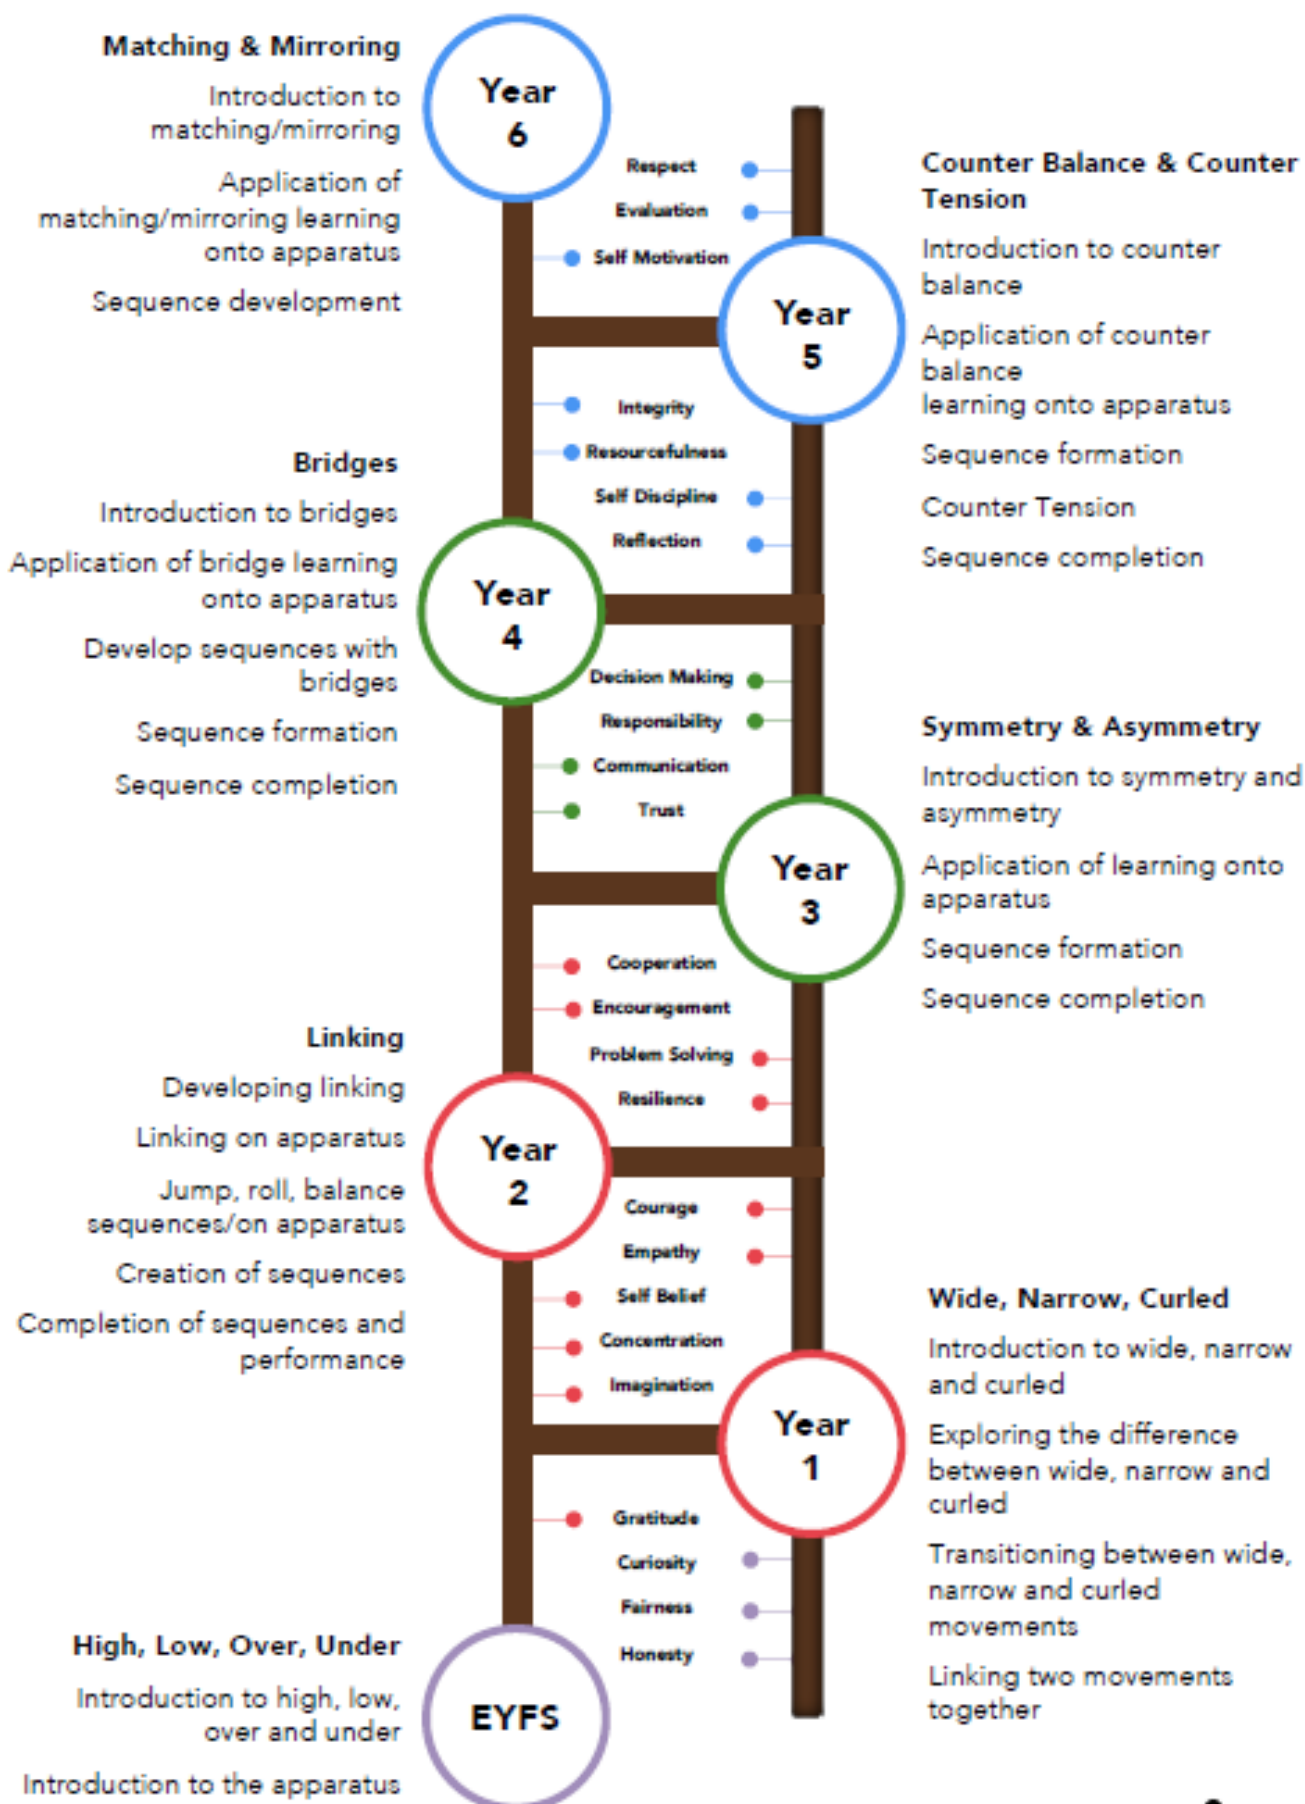 Matching & Mirroring
Introduction to
matching/mirroring
Application of
matching/mirroring learning
onto apparatus
Sequence development
Year
6
Respect
Evaluation
Self Motivation
Counter Balance & Counter
Tension
Introduction to counter
balance
Application of counter
balance
learning onto apparatus
Sequence formation
Counter Tension
Sequence completion
Year
5
Integrity
Resourcefulness
Self Discipline
Reflection
Bridges
Introduction to bridges
Application of bridge learning
onto apparatus
Develop sequences with
bridges
Sequence formation
Sequence completion
Year
4
Decision Making
Responsibility
Communication
Trust
Symmetry & Asymmetry
Introduction to symmetry and
asymmetry
Application of learning onto
apparatus
Sequence formation
Sequence completion
Year
3
Cooperation
Encouragement
Problem Solving
Resilience
Linking
Developing linking
Linking on apparatus
Jump, roll, balance
sequences/on apparatus
Creation of sequences
Completion of sequences and
performance
Year
2
Courage
Empathy
Self Belief
Concentration
Imagination
Wide, Narrow, Curled
Introduction to wide, narrow
and curled
Exploring the difference
between wide, narrow and
curled
Transitioning between wide,
narrow and curled
movements
Linking two movements
together
Year
1
Gratitude
Curiosity
Fairness
Honesty
High, Low, Over, Under
Introduction to high, low,
over and under
Introduction to the apparatus
EYFS